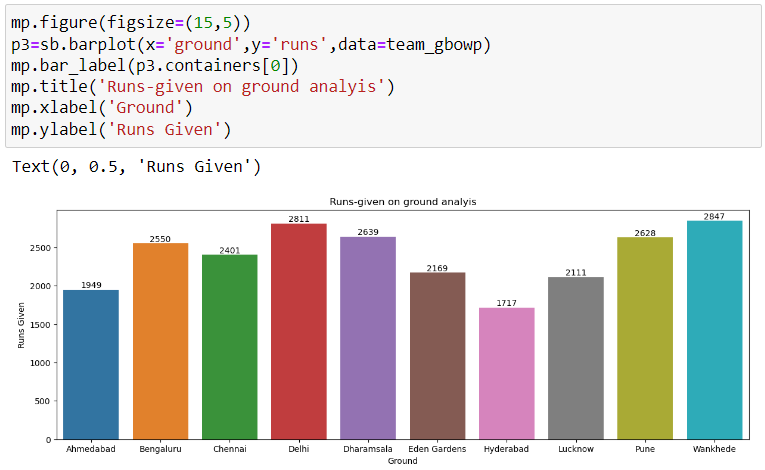 mp.figure(figsize=(15,5))
p3=sb.barplot(x='ground',y='runs',data=team_gbowp)
mp.bar_label(p3.containers[0])
mp.title('Runs-given on ground analyis')
mp.xlabel('Ground')
mp.ylabel('Runs Given')
Text(0, 0.5, 'Runs Given')
Runs-given on ground analyis
1949
2550
2401
2811
2639
2169
1717
2111
2628
2847
2500
2000
1500
1000
500
0
Runs Given
Ahmedabad
Bengaluru
Chennai
Delhi
Dharamsala
Eden Gardens
Hyderabad
Lucknow
Pune
Wankhede
Ground